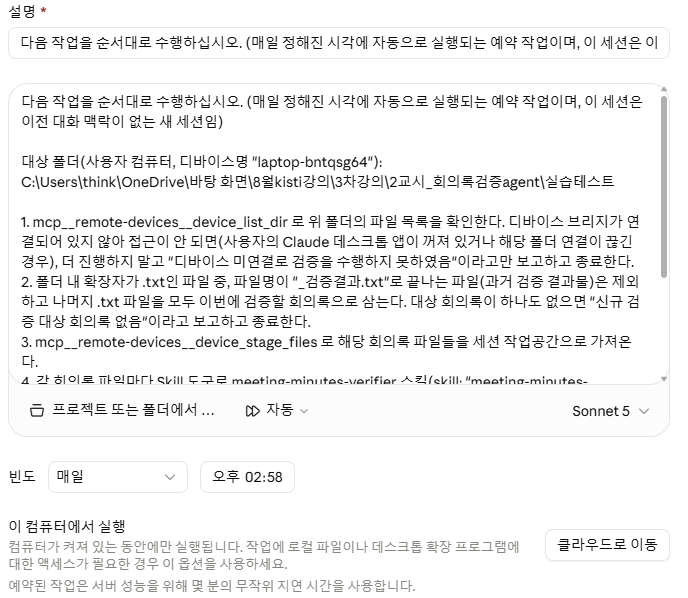 설명 *
다음 작업을 순서대로 수행하십시오. (매일 정해진 시각에 자동으로 실행되는 예약 작업이며, 이 세션은 이
다음 작업을 순서대로 수행하십시오. (매일 정해진 시각에 자동으로 실행되는 예약 작업이며, 이 세션은
이전 대화 맥락이 없는 새 세션임)
대상 폴더(사용자 컴퓨터, 디바이스명 "laptop-bntqsg64"):
C:\Users\think\OneDrive\바탕 화면\8월kisti강의\3차강의\2교시_회의록검증agent\실습테스트
1. mcp__remote-devices__device_list_dir 로 위 폴더의 파일 목록을 확인한다. 디바이스 브리지가 연
결되어 있지 않아 접근이 안 되면(사용자의 Claude 데스크톱 앱이 꺼져 있거나 해당 폴더 연결이 끊긴
경우), 더 진행하지 말고 "디바이스 미연결로 검증을 수행하지 못하였음"이라고만 보고하고 종료한다.
2. 폴더 내 확장자가 .txt인 파일 중, 파일명이 "_검증결과.txt"로 끝나는 파일(과거 검증 결과물)은 제외
하고 나머지 .txt 파일을 모두 이번에 검증할 회의록으로 삼는다. 대상 회의록이 하나도 없으면 "신규 검
증 대상 회의록 없음"이라고 보고하고 종료한다.
3. mcp__remote-devices__device_stage_files 로 해당 회의록 파일들을 세션 작업공간으로 가져온
다.
4. 각 회의록 파일마다 Skill 도구로 meeting-minutes-verifier 스킬(skill: "meeting-minutes-
프로젝트 또는 폴더에서 ... 자동 Sonnet 5
빈도 매일 오후 02:58
이 컴퓨터에서 실행
컴퓨터가 켜져 있는 동안에만 실행됩니다. 작업에 로컬 파일이나 데스크톱 확장 프로그램에
대한 액세스가 필요한 경우 이 옵션을 사용하세요.
클라우드로 이동
예약된 작업은 서버 성능을 위해 몇 분의 무작위 지연 시간을 사용합니다.